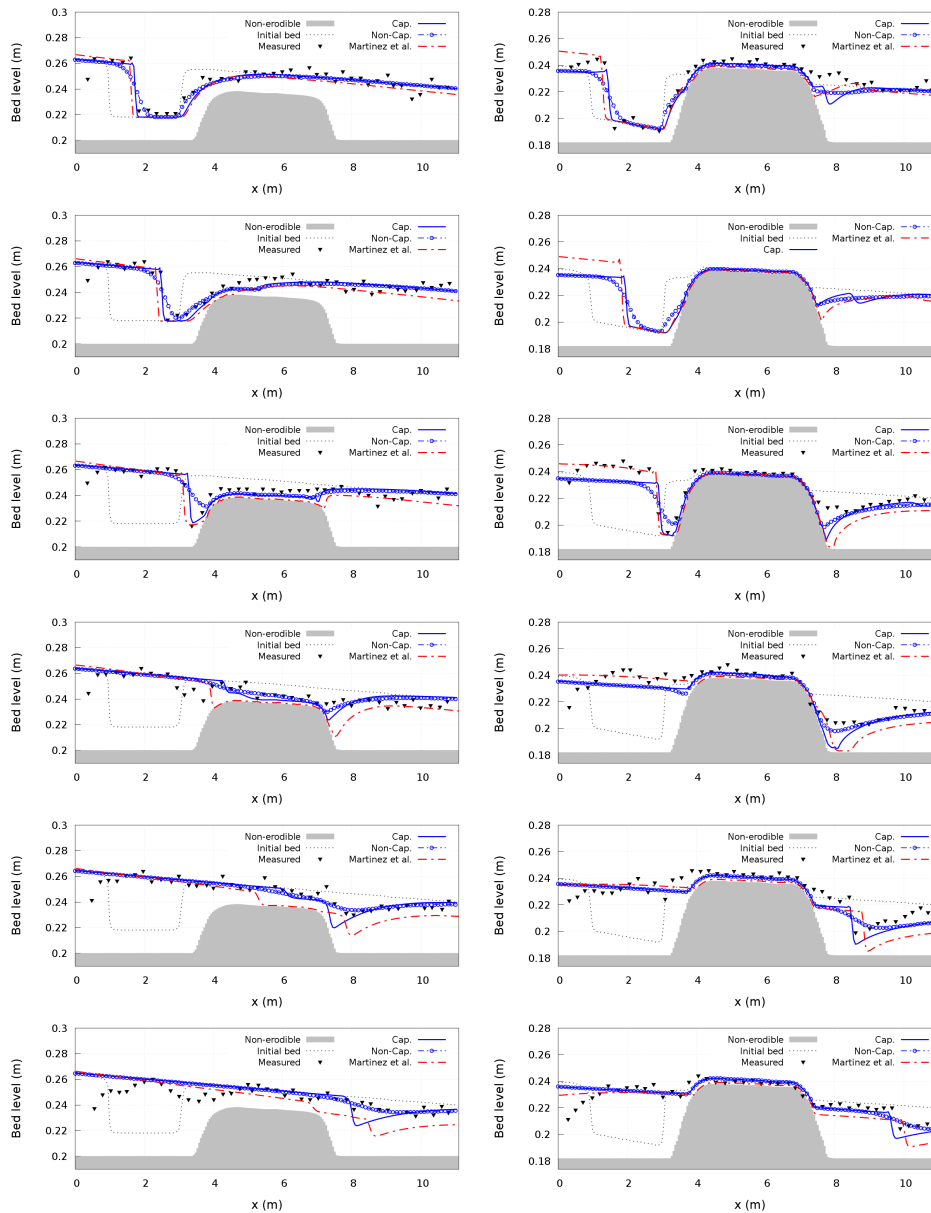 Bed level (m)
0.3
0.28
0.26
0.24
0.22
0.2
Non-erodible Cap.
Initial bed Non-Cap.
Measured Martinez et al.
0 2 4 6 8 10
x (m)
Bed level (m)
0.28
0.26
0.24
0.22
0.2
0.18
Non-erodible Cap.
Initial bed Non-Cap.
Measured Martinez et al.
0 2 4 6 8 10
x (m)
Bed level (m)
0.3
0.28
0.26
0.24
0.22
0.2
Non-erodible Cap.
Initial bed Non-Cap.
Measured Martinez et al.
0 2 4 6 8 10
x (m)
Bed level (m)
0.28
0.26
0.24
0.22
0.2
0.18
Non-erodible Non-Cap.
Initial bed Martinez et al.
Cap.
0 2 4 6 8 10
x (m)
Bed level (m)
0.3
0.28
0.26
0.24
0.22
0.2
Non-erodible Cap.
Initial bed Non-Cap.
Measured Martinez et al.
0 2 4 6 8 10
x (m)
Bed level (m)
0.28
0.26
0.24
0.22
0.2
0.18
Non-erodible Cap.
Initial bed Non-Cap.
Measured Martinez et al.
0 2 4 6 8 10
x (m)
Bed level (m)
0.3
0.28
0.26
0.24
0.22
0.2
Non-erodible Cap.
Initial bed Non-Cap.
Measured Martinez et al.
0 2 4 6 8 10
x (m)
Bed level (m)
0.28
0.26
0.24
0.22
0.2
0.18
Non-erodible Cap.
Initial bed Non-Cap.
Measured Martinez et al.
0 2 4 6 8 10
x (m)
Bed level (m)
0.3
0.28
0.26
0.24
0.22
0.2
Non-erodible Cap.
Initial bed Non-Cap.
Measured Martinez et al.
0 2 4 6 8 10
x (m)
Bed level (m)
0.28
0.26
0.24
0.22
0.2
0.18
Non-erodible Cap.
Initial bed Non-Cap.
Measured Martinez et al.
0 2 4 6 8 10
x (m)
Bed level (m)
0.3
0.28
0.26
0.24
0.22
0.2
Non-erodible Cap.
Initial bed Non-Cap.
Measured Martinez et al.
0 2 4 6 8 10
x (m)
Bed level (m)
0.28
0.26
0.24
0.22
0.2
0.18
Non-erodible Cap.
Initial bed Non-Cap.
Measured Martinez et al.
0 2 4 6 8 10
x (m)